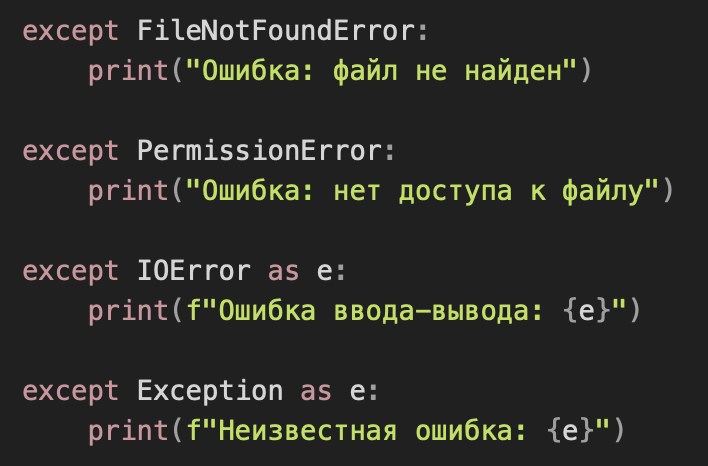 except FileNotFoundError:
    print("Ошибка: файл не найден")

except PermissionError:
    print("Ошибка: нет доступа к файлу")

except IOError as e:
    print(f"Ошибка ввода-вывода: {e}")

except Exception as e:
    print(f"Неизвестная ошибка: {e}")